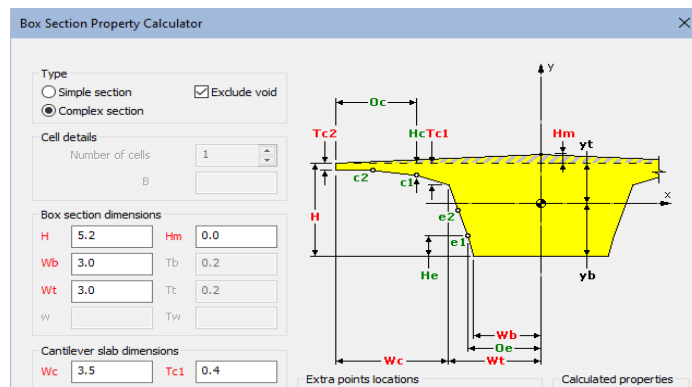 Box Section Property Calculator
Type
Simple section
Exclude void
Complex section
Cell details
Number of cells 1
B
Box section dimensions
H 5.2 Hm 0.0
Wb 3.0 Tb 0.2
Wt 3.0 Tt 0.2
w Tw
Cantilever slab dimensions
Wc 3.5 Tc1 0.4
y
Oc
Tc2 Hc Tc1 Hm
yt
c2 c1
x
H e2
e1
He yb
Wb
Oe
Wc Wt
Extra points locations
Calculated properties